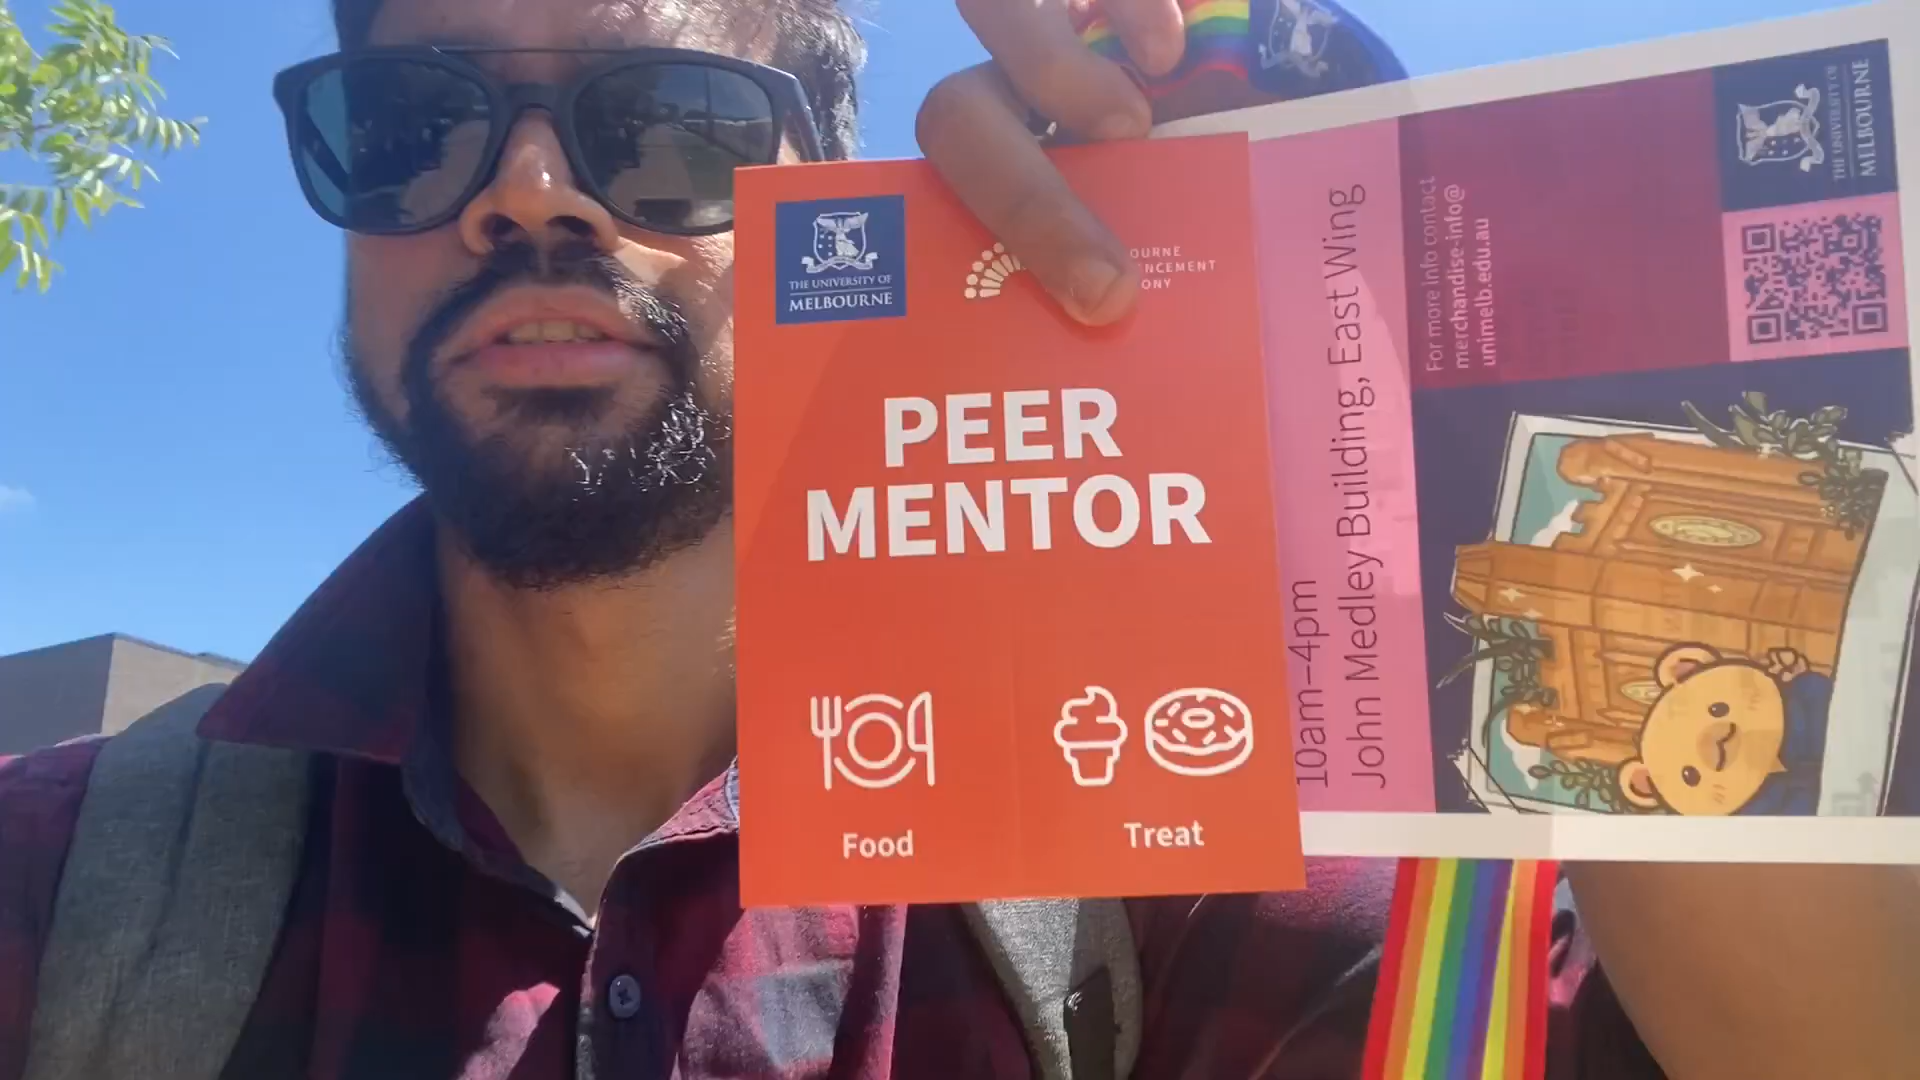 THE UNIVERSITY OF
MELBOURNE
OURNE
NCEMENT
ONY
PEER
MENTOR
Food
Treat
10am–4pm
John Medley Building, East Wing
For more info contact
merchandise-info@
unimelb.edu.au
THE UNIVERSITY OF
MELBOURNE